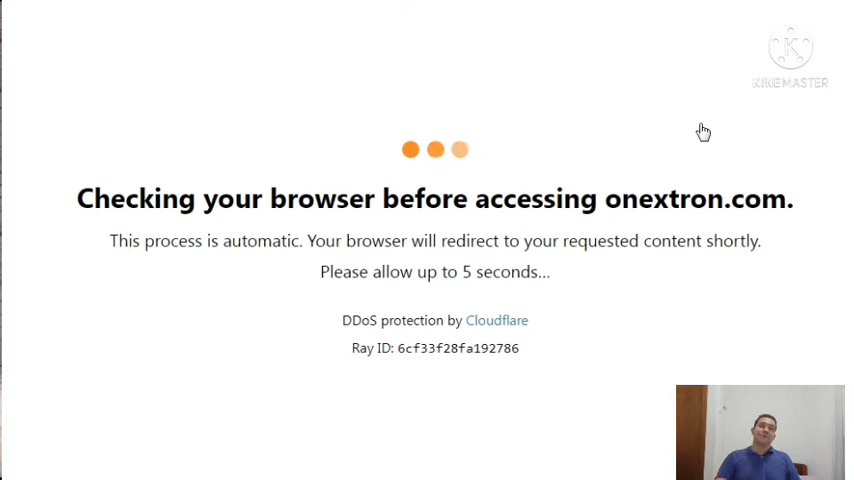 KINEMASTER
Checking your browser before accessing onextron.com.
This process is automatic. Your browser will redirect to your requested content shortly.
Please allow up to 5 seconds...
DDoS protection by Cloudflare
Ray ID: 6cf33f28fa192786